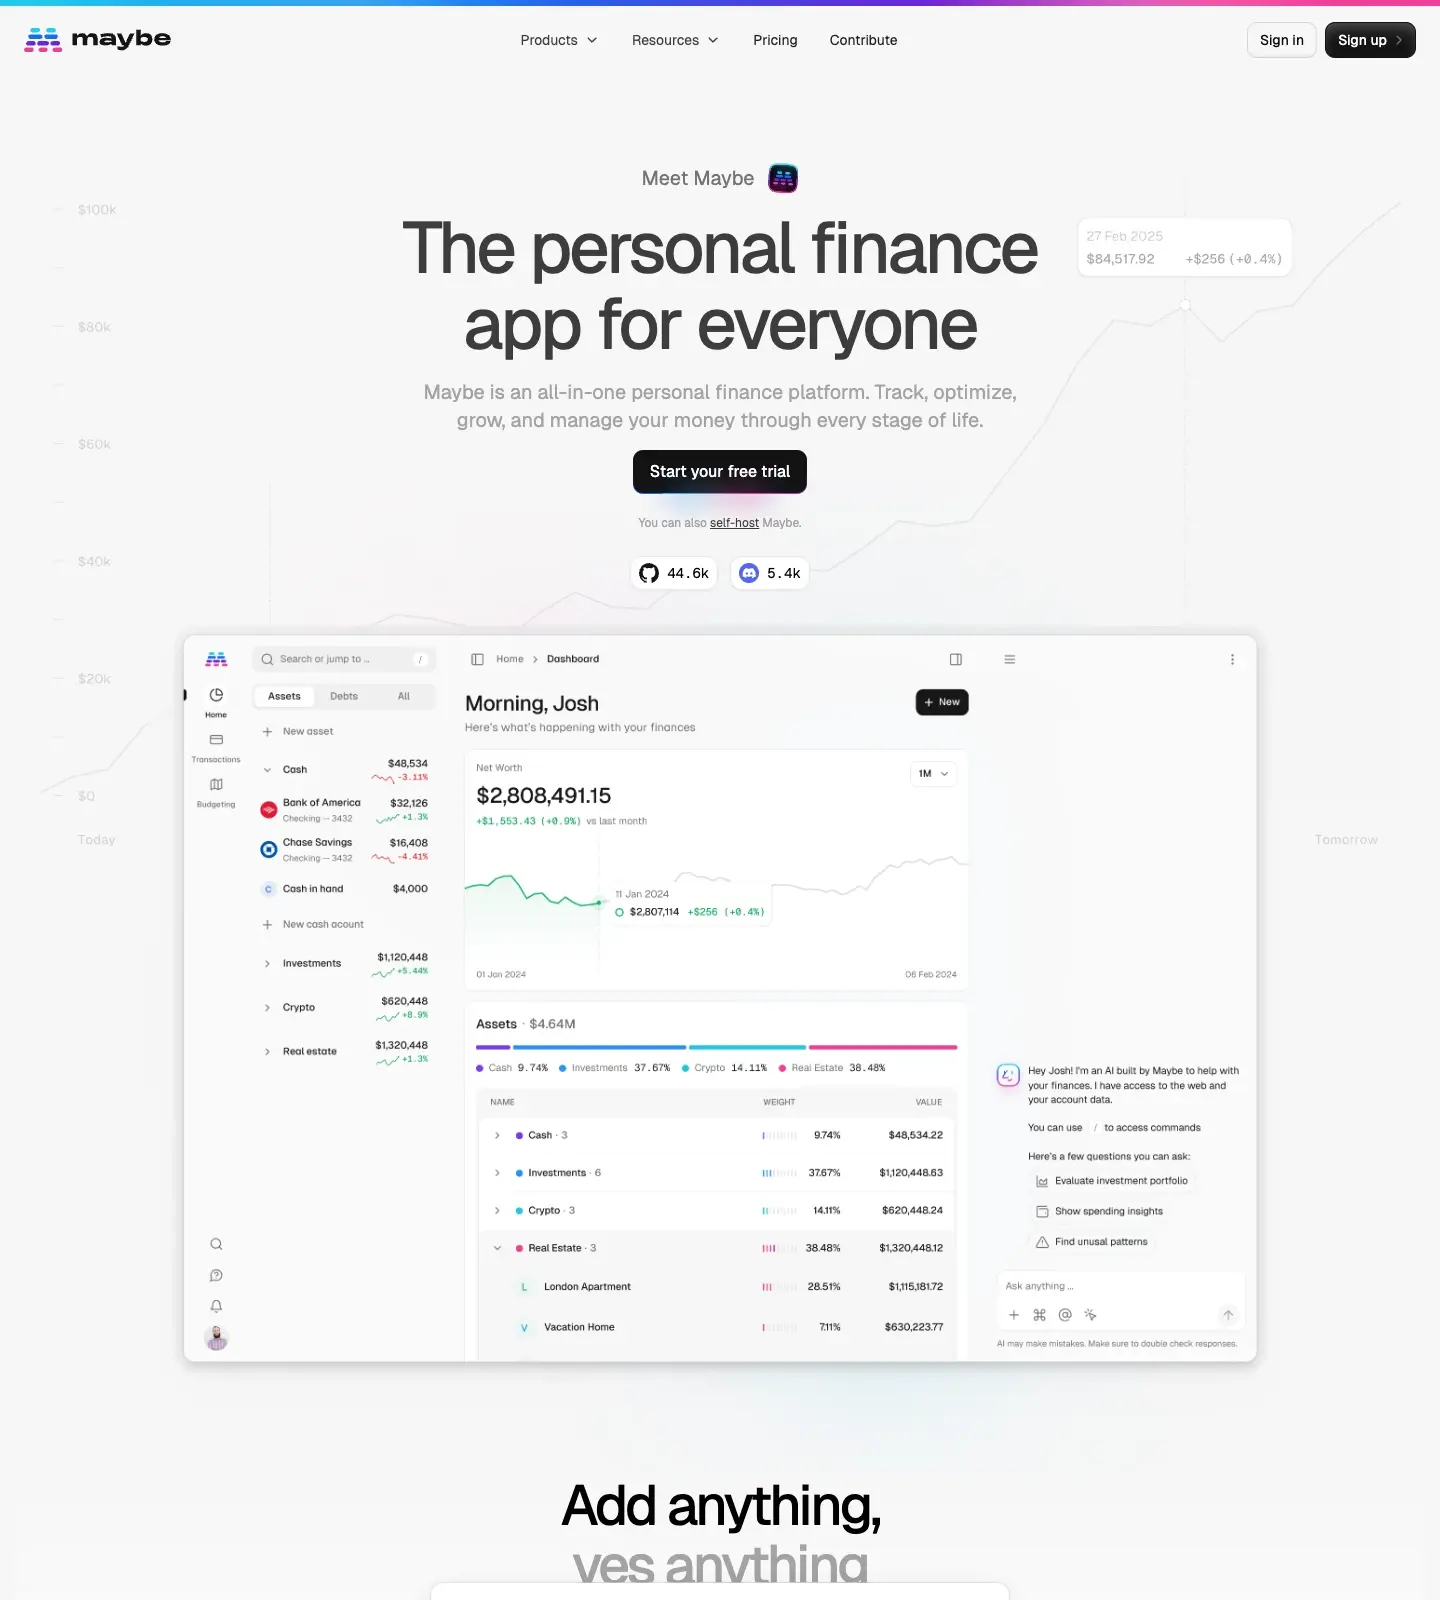 maybe
Products
Resources
Pricing
Contribute
Sign in
Sign up
Meet Maybe
The personal finance
app for everyone
Maybe is an all-in-one personal finance platform. Track, optimize,
grow, and manage your money through every stage of life.
Start your free trial
You can also self-host Maybe.
44.6k
5.4k
$100k
$80k
$60k
$40k
$20k
$0
Today
Tomorrow
27 Feb 2025
$84,517.92 +$256 (+0.4%)
Search or jump to ...
/
Assets
Debts
All
Home
Transactions
Budgeting
New asset
Cash
$48,534
-3.11%
Bank of America
Checking — 3432
$32,126
+1.3%
Chase Savings
Checking — 3432
$16,408
-4.41%
C
Cash in hand
$4,000
New cash acount
Investments
$1,120,448
+5.44%
Crypto
$620,448
+8.9%
Real estate
$1,320,448
+1.3%
Home > Dashboard
Morning, Josh
Here's what's happening with your finances
+ New
Net Worth
$2,808,491.15
+$1,553.43 (+0.9%) vs last month
1M
11 Jan 2024
$2,807,114 +$256 (+0.4%)
01 Jan 2024
06 Feb 2024
Assets · $4.64M
Cash 9.74% Investments 37.67% Crypto 14.11% Real Estate 38.48%
NAME WEIGHT VALUE
Cash · 3 9.74% $48,534.22
Investments · 6 37.67% $1,120,448.63
Crypto · 3 14.11% $620,448.24
Real Estate · 3 38.48% $1,320,448.12
L London Apartment 28.51% $1,115,181.72
V Vacation Home 7.11% $630,223.77
Hey Josh! I'm an AI built by Maybe to help with
your finances. I have access to the web and
your account data.
You can use / to access commands
Here's a few questions you can ask:
Evaluate investment portfolio
Show spending insights
Find unusal patterns
Ask anything ...
AI may make mistakes. Make sure to double check responses.
Add anything,
yes anything